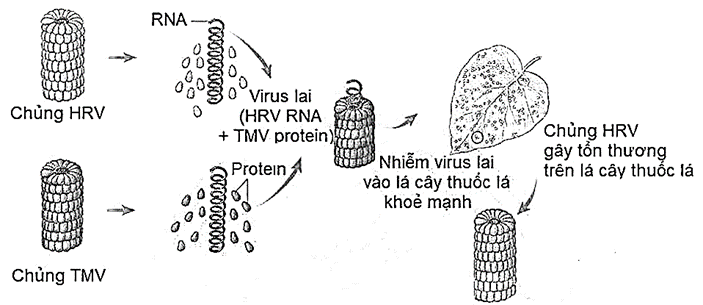 RNA
Chủng HRV
Virus lai
(HRV RNA
+ TMV protein)
Protein
Chủng TMV
Nhiễm virus lai
vào lá cây thuốc lá
khoẻ mạnh
Chủng HRV
gây tổn thương
trên lá cây thuốc lá